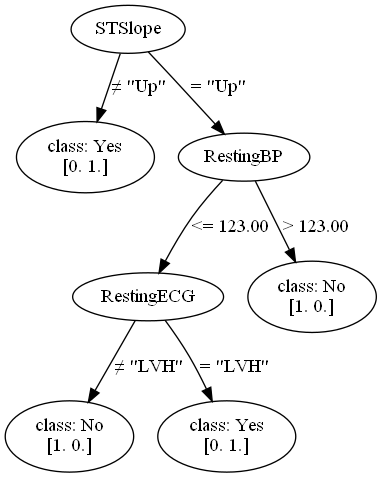 STSlope
≠ "Up"
= "Up"
class: Yes
[0. 1.]
RestingBP
<= 123.00
> 123.00
RestingECG
class: No
[1. 0.]
≠ "LVH"
= "LVH"
class: No
[1. 0.]
class: Yes
[0. 1.]